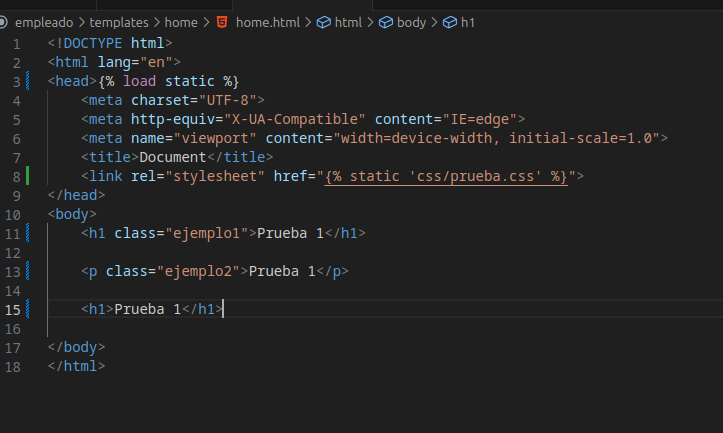 empleado > templates > home > home.html > html > body > h1
1 <!DOCTYPE html>
2 <html lang="en">
3 <head>{% load static %}
4     <meta charset="UTF-8">
5     <meta http-equiv="X-UA-Compatible" content="IE=edge">
6     <meta name="viewport" content="width=device-width, initial-scale=1.0">
7     <title>Document</title>
8     <link rel="stylesheet" href="{% static 'css/prueba.css' %}">
9 </head>
10 <body>
11     <h1 class="ejemplo1">Prueba 1</h1>
12
13     <p class="ejemplo2">Prueba 1</p>
14
15     <h1>Prueba 1</h1>
16
17 </body>
18 </html>